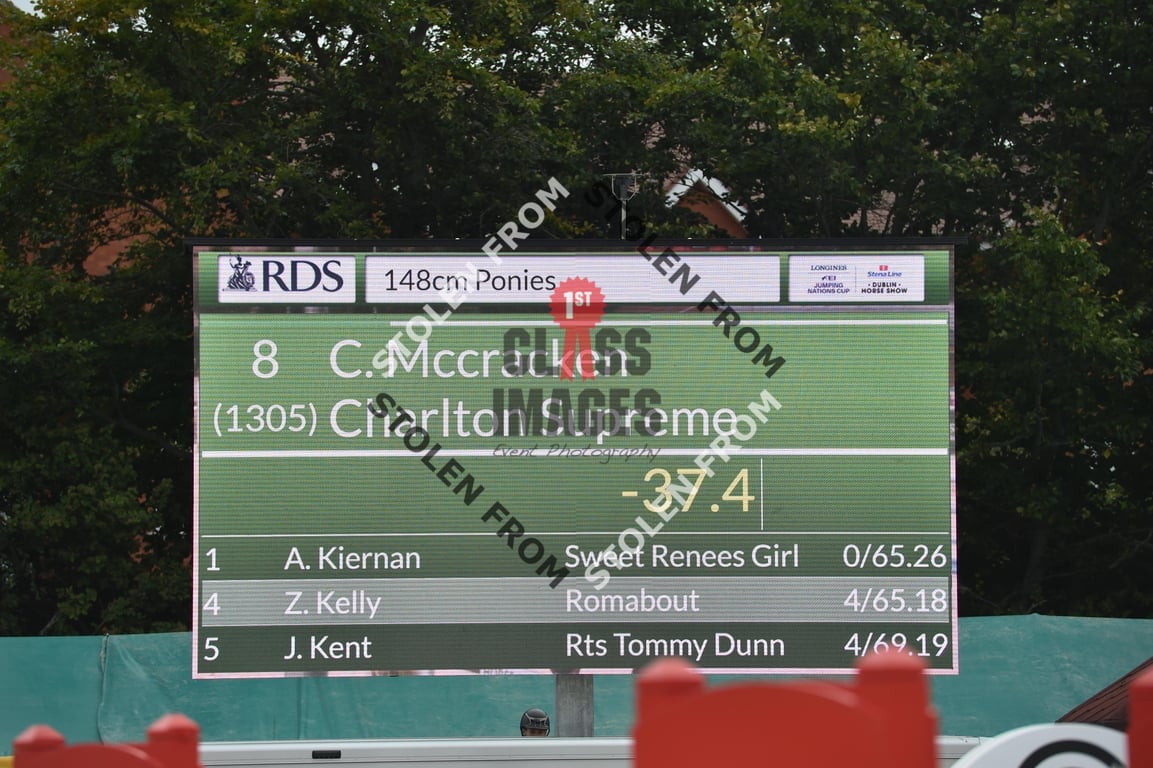 RDS
148cm Ponies
LONGINES
FEI
JUMPING
NATIONS CUP
Stena Line
DUBLIN
HORSE SHOW
8 C. Mccracken
(1305) Charlton Supreme
-37.4
1 A. Kiernan Sweet Renees Girl 0/65.26
4 Z. Kelly Romabout 4/65.18
5 J. Kent Rts Tommy Dunn 4/69.19
1ST
CLASS
IMAGES
Event Photography
STOLEN FROM
STOLEN FROM
STOLEN FROM
STOLEN FROM